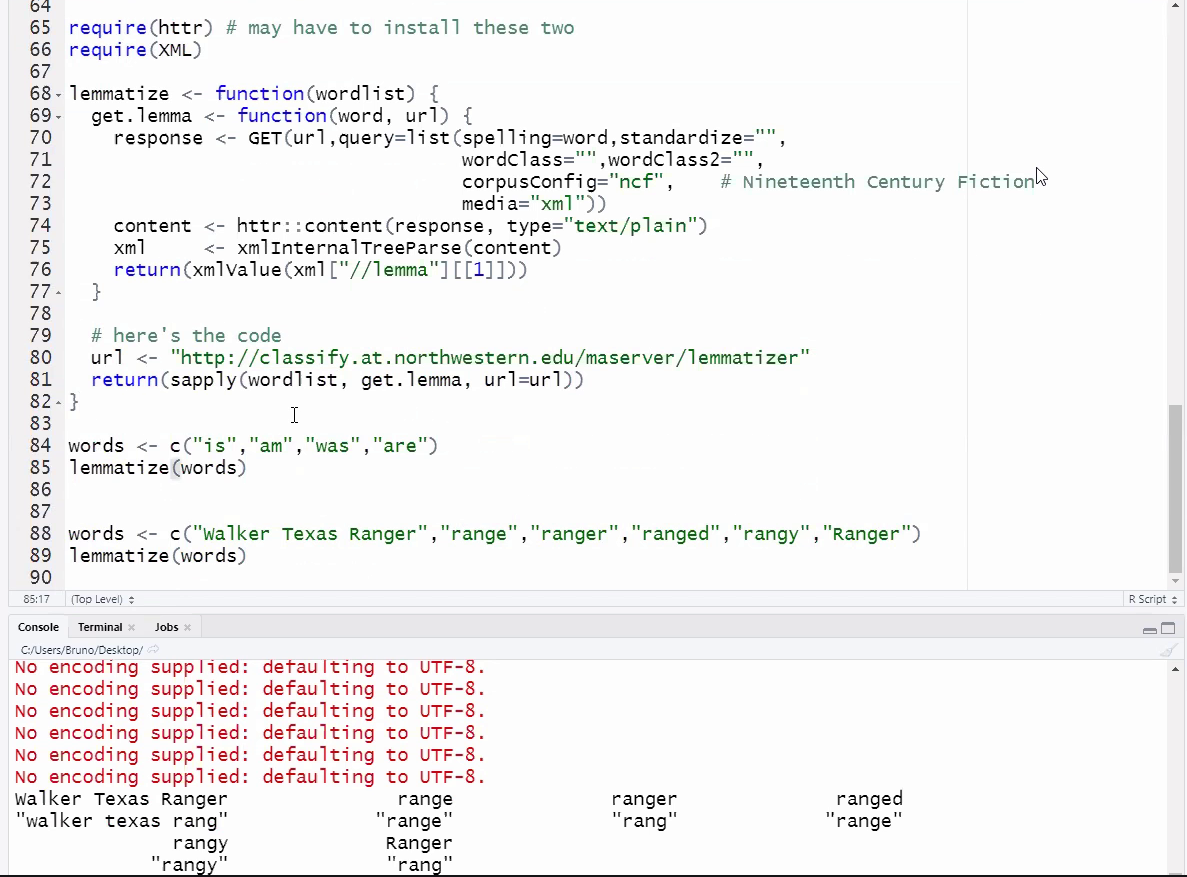 64
65 require(httr) # may have to install these two
66 require(XML)
67
68 lemmatize <- function(wordlist) {
69   get.lemma <- function(word, url) {
70     response <- GET(url,query=list(spelling=word,standardize="",
71                                    wordClass="",wordClass2="",
72                                    corpusConfig="ncf",    # Nineteenth Century Fiction
73                                    media="xml"))
74     content <- httr::content(response, type="text/plain")
75     xml     <- xmlInternalTreeParse(content)
76     return(xmlValue(xml["//lemma"][[1]]))
77   }
78
79   # here's the code
80   url <- "http://classify.at.northwestern.edu/maserver/lemmatizer"
81   return(sapply(wordlist, get.lemma, url=url))
82 }
83
84 words <- c("is","am","was","are")
85 lemmatize(words)
86
87
88 words <- c("Walker Texas Ranger","range","ranger","ranged","rangy","Ranger")
89 lemmatize(words)
90
85:17 (Top Level) R Script
Console Terminal Jobs
C:/Users/Bruno/Desktop/
No encoding supplied: defaulting to UTF-8.
No encoding supplied: defaulting to UTF-8.
No encoding supplied: defaulting to UTF-8.
No encoding supplied: defaulting to UTF-8.
No encoding supplied: defaulting to UTF-8.
No encoding supplied: defaulting to UTF-8.
Walker Texas Ranger               range              ranger              ranged
"walker texas rang"             "range"              "rang"             "range"
              rangy              Ranger
            "rangy"              "rang"